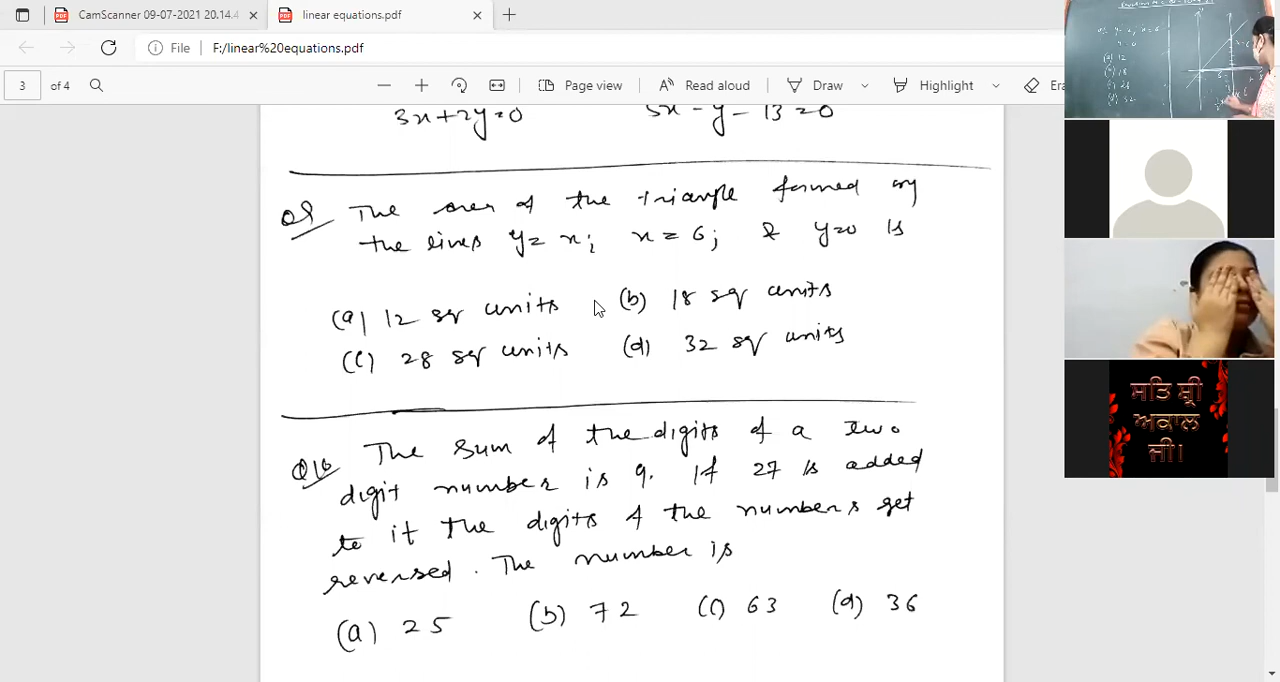 CamScanner 09-07-2021 20.14.4
linear equations.pdf
File
F:/linear%20equations.pdf
3 of 4
Page view
Read aloud
Draw
Highlight
Era
3x+2y=0
5x - y - 13 = 0
Q9 The area of the triangle formed by
the lines y= x; x = 6; & y=0 is
(a) 12 sq units (b) 18 sq units
(c) 28 sq units (d) 32 sq units
Q10 The sum of the digits of a two
digit number is 9. If 27 is added
to it the digits of the numbers get
reversed. The number is
(a) 25 (b) 72 (c) 63 (d) 36
ਸਤਿ ਸ਼੍ਰੀ
ਅਕਾਲ
ਜੀ।